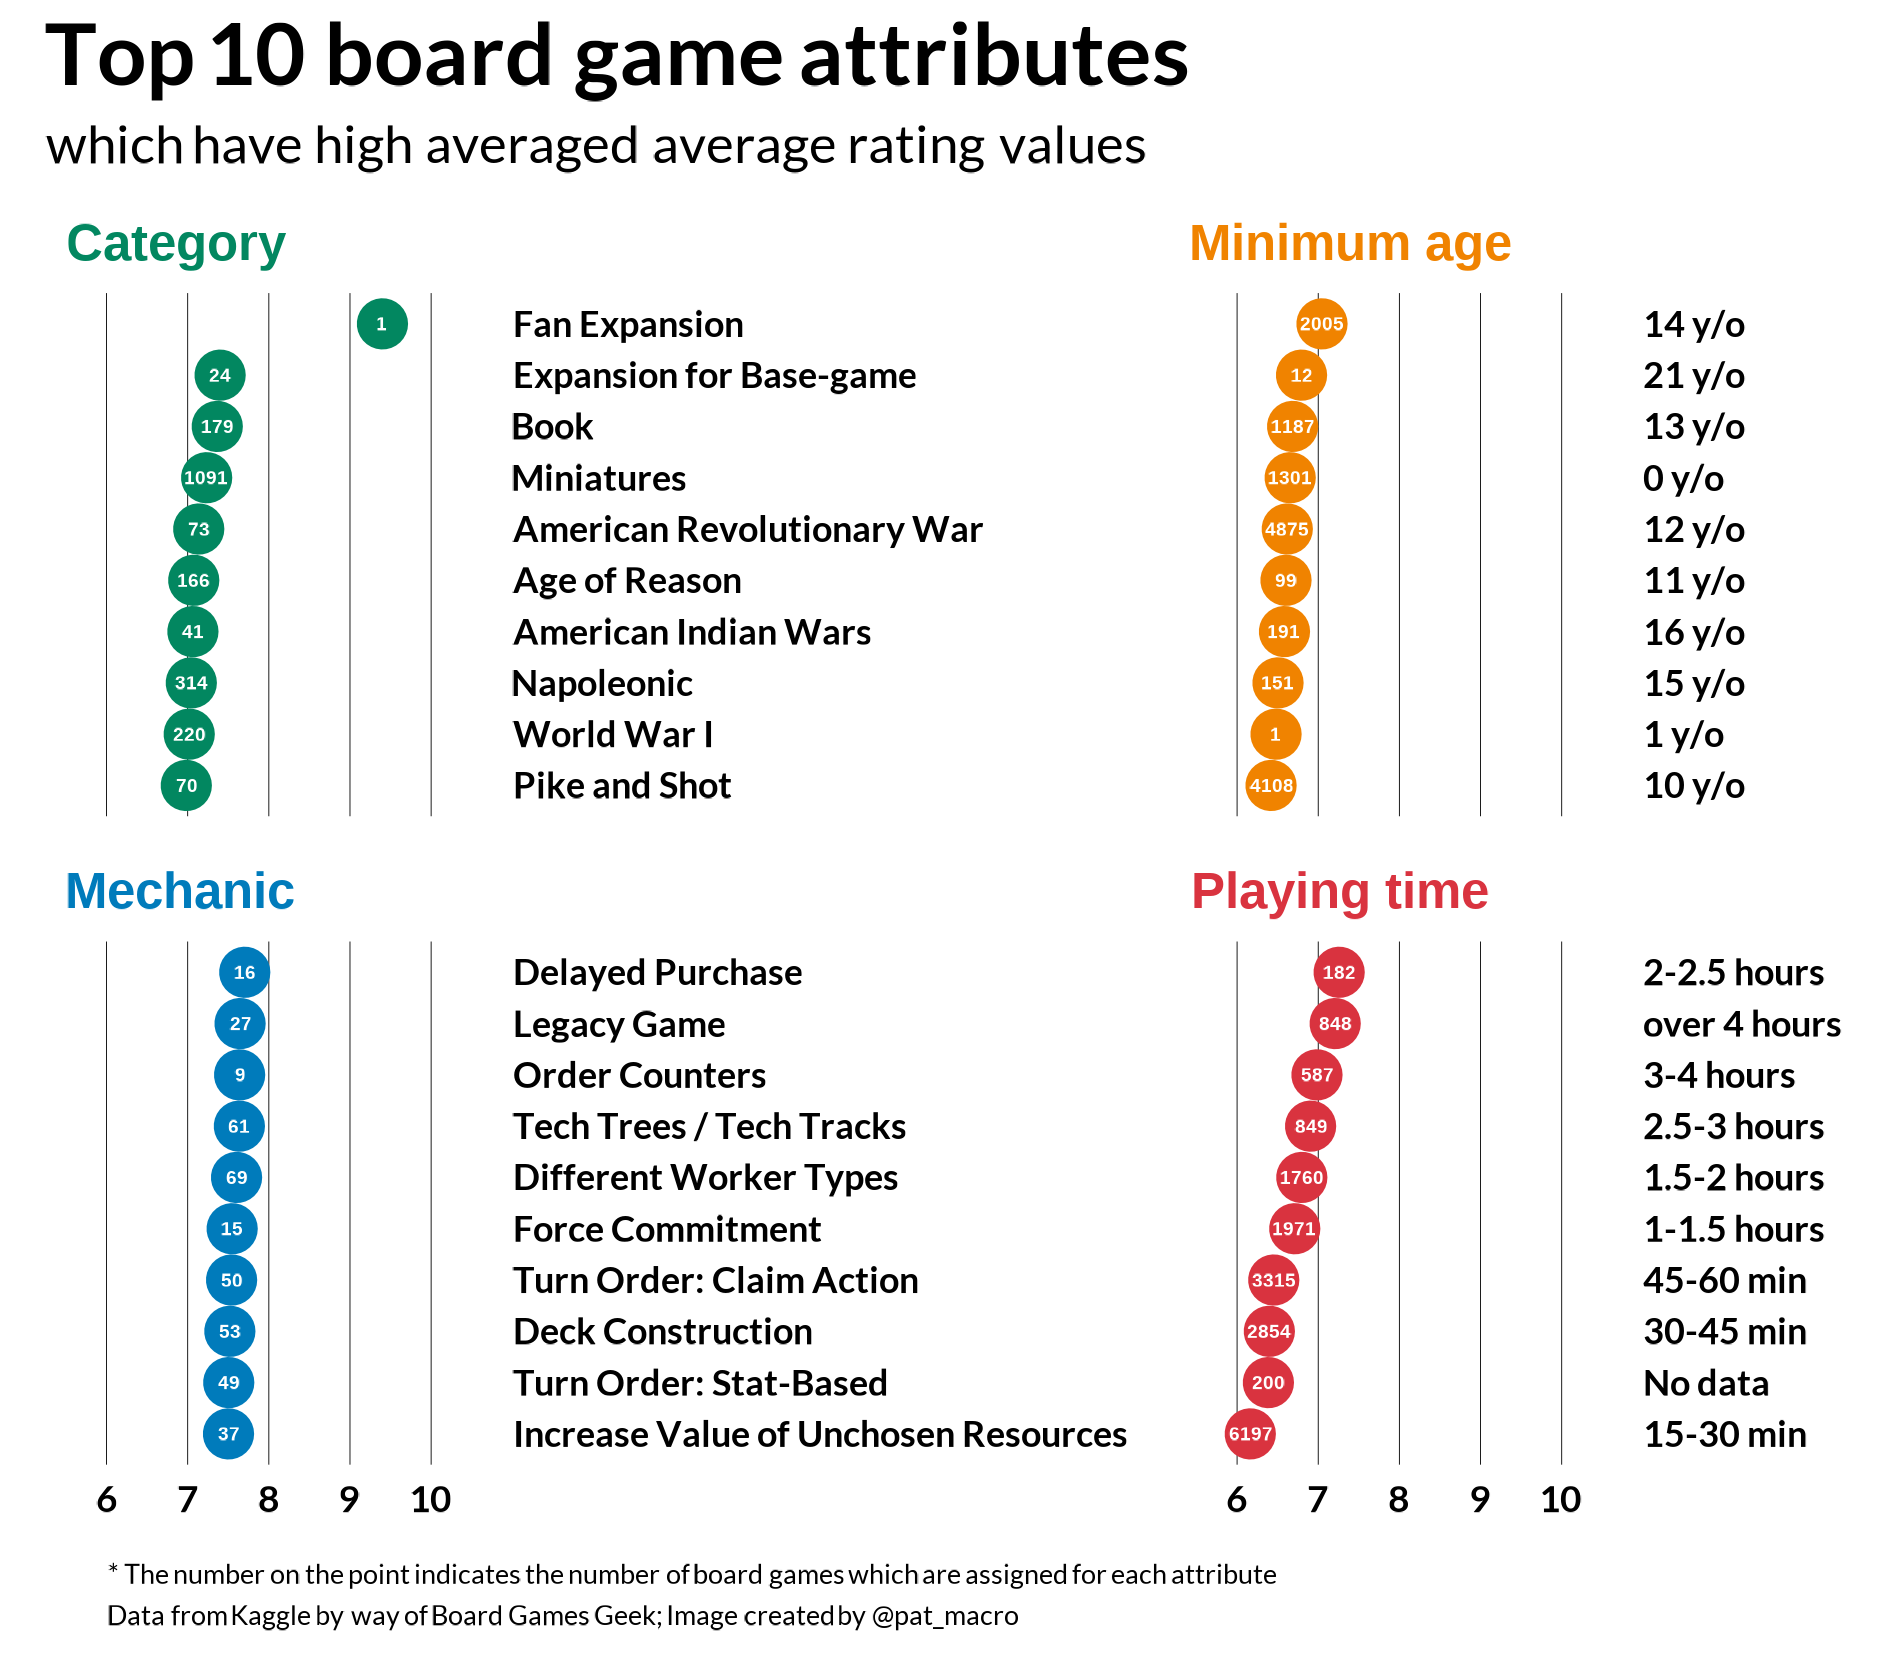 Top 10 board game attributes
which have high averaged average rating values
Category
1 Fan Expansion
24 Expansion for Base-game
179 Book
1091 Miniatures
73 American Revolutionary War
166 Age of Reason
41 American Indian Wars
314 Napoleonic
220 World War I
70 Pike and Shot
Minimum age
2005 14 y/o
12 21 y/o
1187 13 y/o
1301 0 y/o
4875 12 y/o
99 11 y/o
191 16 y/o
151 15 y/o
1 1 y/o
4108 10 y/o
Mechanic
16 Delayed Purchase
27 Legacy Game
9 Order Counters
61 Tech Trees / Tech Tracks
69 Different Worker Types
15 Force Commitment
50 Turn Order: Claim Action
53 Deck Construction
49 Turn Order: Stat-Based
37 Increase Value of Unchosen Resources
6 7 8 9 10
Playing time
182 2-2.5 hours
848 over 4 hours
587 3-4 hours
849 2.5-3 hours
1760 1.5-2 hours
1971 1-1.5 hours
3315 45-60 min
2854 30-45 min
200 No data
6197 15-30 min
6 7 8 9 10
* The number on the point indicates the number of board games which are assigned for each attribute
Data from Kaggle by way of Board Games Geek; Image created by @pat_macro